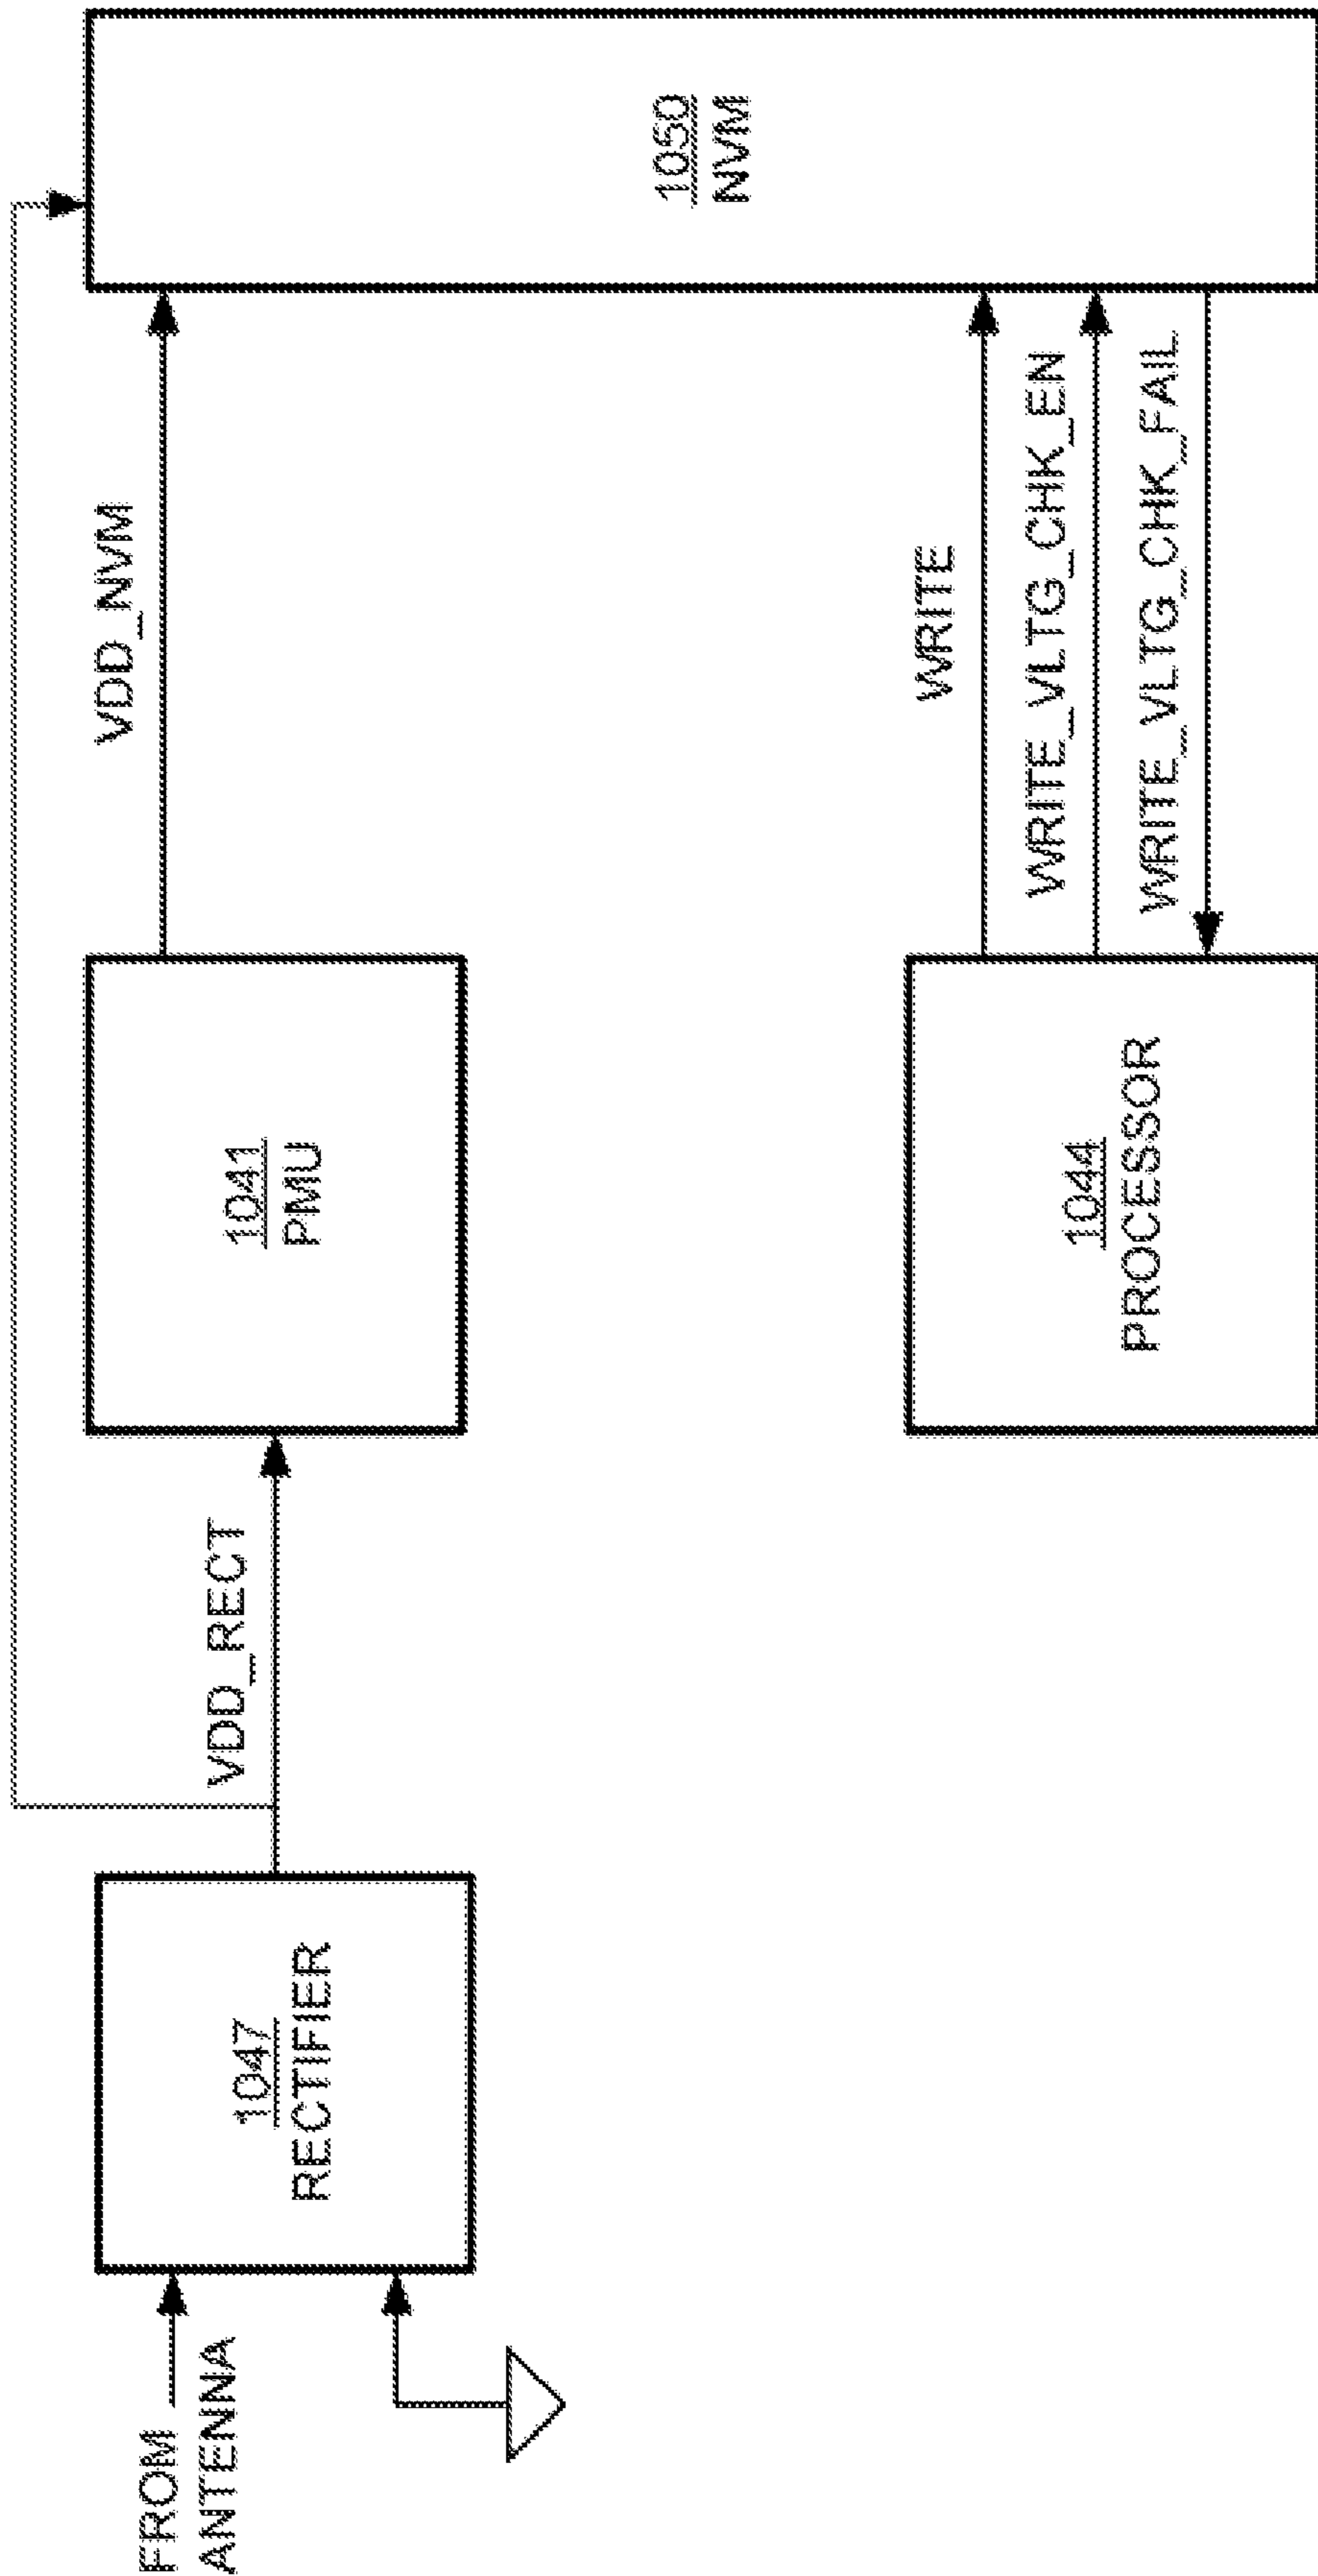 FROM
ANTENNA
1047
RECTIFIER
VDD_RECT
1041
PMU
VDD_NVM
1050
NVM
1044
PROCESSOR
WRITE
WRITE_VLTG_CHK_EN
WRITE_VLTG_CHK_FAIL